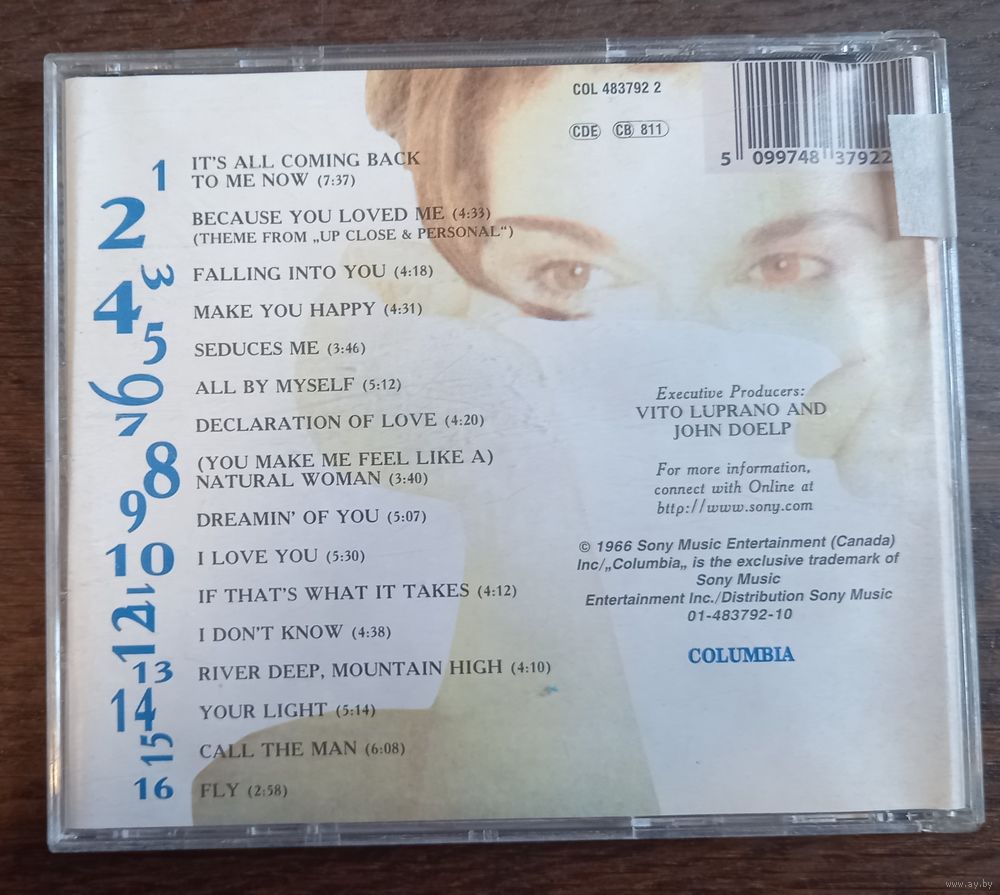 COL 483792 2
CDE CB 811
5 099748 37922
1 IT'S ALL COMING BACK
TO ME NOW (7:37)
2 BECAUSE YOU LOVED ME (4:33)
(THEME FROM „UP CLOSE & PERSONAL“)
3 FALLING INTO YOU (4:18)
4 MAKE YOU HAPPY (4:31)
5 SEDUCES ME (3:46)
6 ALL BY MYSELF (5:12)
7 DECLARATION OF LOVE (4:20)
8 (YOU MAKE ME FEEL LIKE A)
NATURAL WOMAN (3:40)
9 DREAMIN' OF YOU (5:07)
10 I LOVE YOU (5:30)
11 IF THAT'S WHAT IT TAKES (4:12)
12 I DON'T KNOW (4:38)
13 RIVER DEEP, MOUNTAIN HIGH (4:10)
14 YOUR LIGHT (5:14)
15 CALL THE MAN (6:08)
16 FLY (2:58)
Executive Producers:
VITO LUPRANO AND
JOHN DOELP
For more information,
connect with Online at
http://www.sony.com
© 1966 Sony Music Entertainment (Canada)
Inc/„Columbia„ is the exclusive trademark of
Sony Music
Entertainment Inc./Distribution Sony Music
01-483792-10
COLUMBIA
www.ay.by